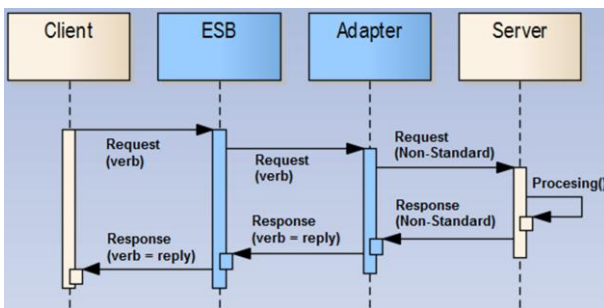 Client
ESB
Adapter
Server
Request
(verb)
Request
(verb)
Request
(Non-Standard)
Procesing()
Response
(Non-Standard)
Response
(verb = reply)
Response
(verb = reply)